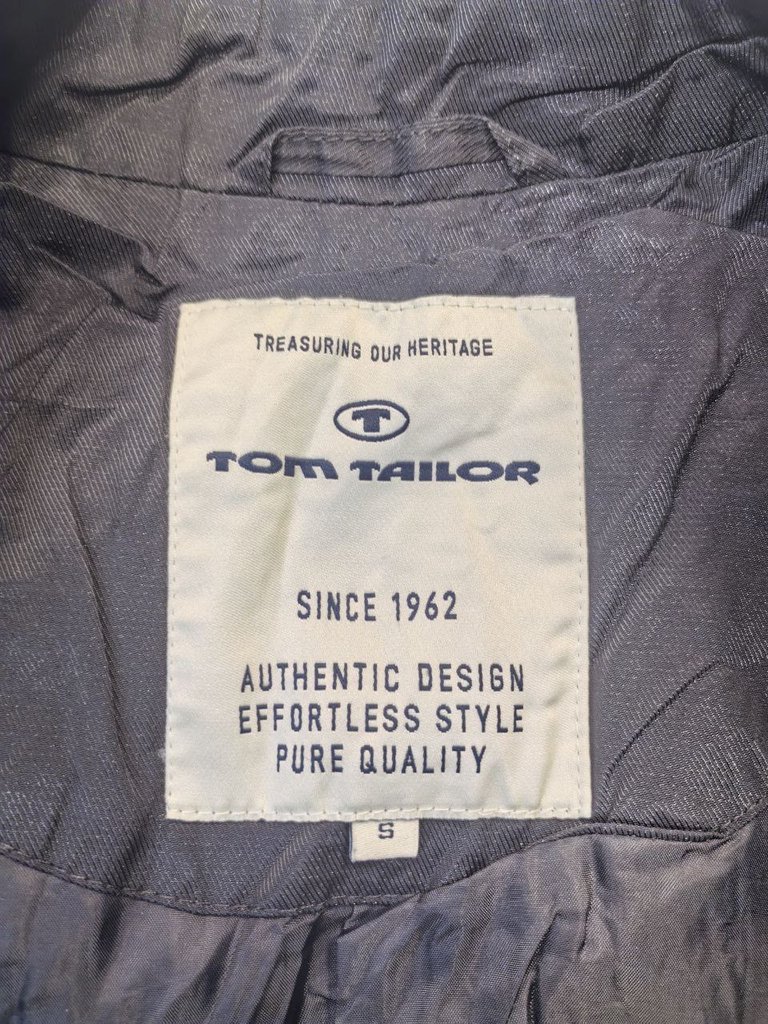 TREASURING OUR HERITAGE
T
TOM TAILOR
SINCE 1962
AUTHENTIC DESIGN
EFFORTLESS STYLE
PURE QUALITY
S